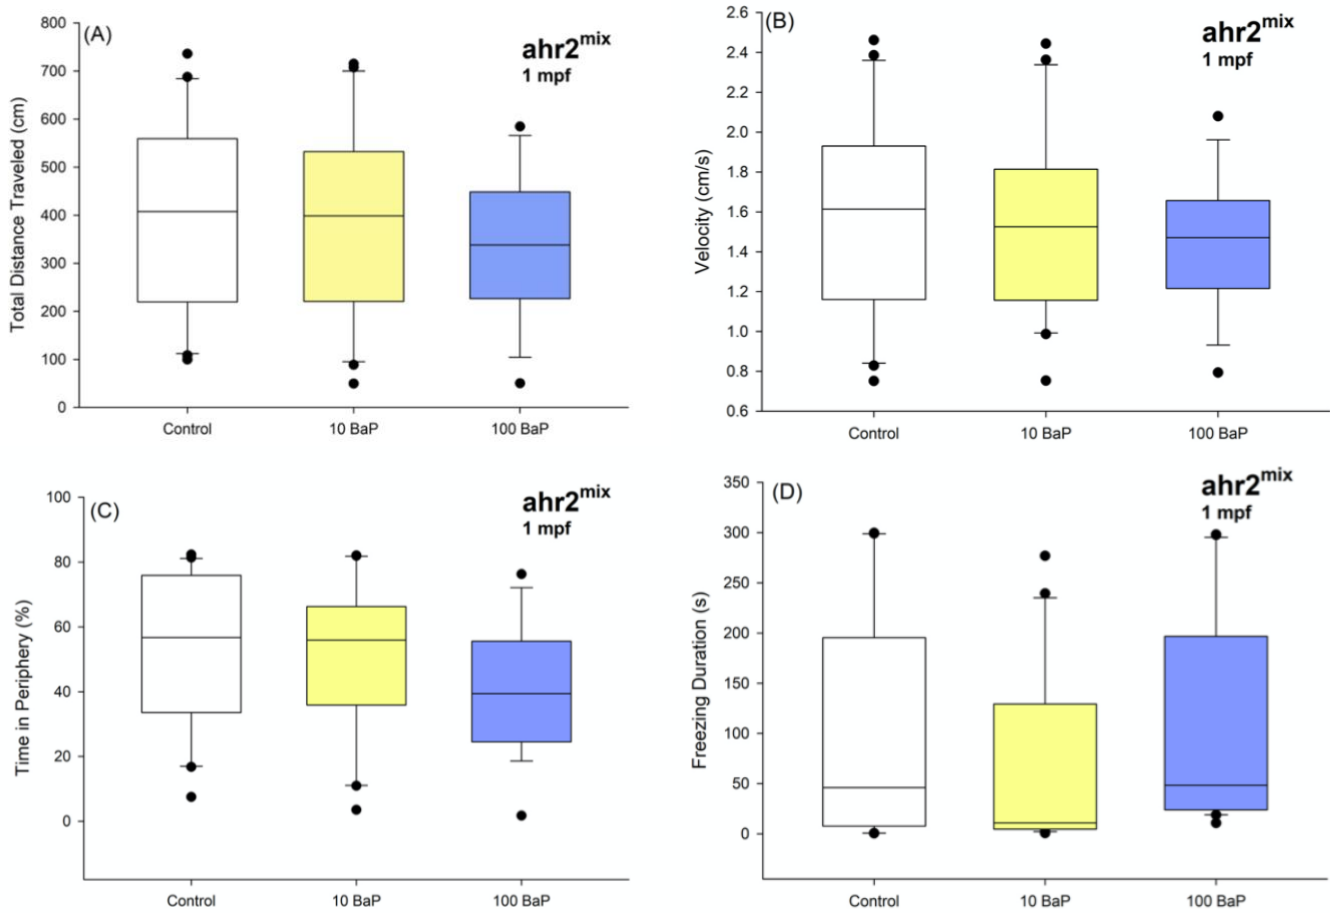 (A)
ahr2mix
1 mpf
Total Distance Traveled (cm)
800
700
600
500
400
300
200
100
0
Control
10 BaP
100 BaP
(B)
ahr2mix
1 mpf
Velocity (cm/s)
2.6
2.4
2.2
2.0
1.8
1.6
1.4
1.2
1.0
0.8
0.6
Control
10 BaP
100 BaP
(C)
ahr2mix
1 mpf
Time in Periphery (%)
100
80
60
40
20
0
Control
10 BaP
100 BaP
(D)
ahr2mix
1 mpf
Freezing Duration (s)
350
300
250
200
150
100
50
0
Control
10 BaP
100 BaP